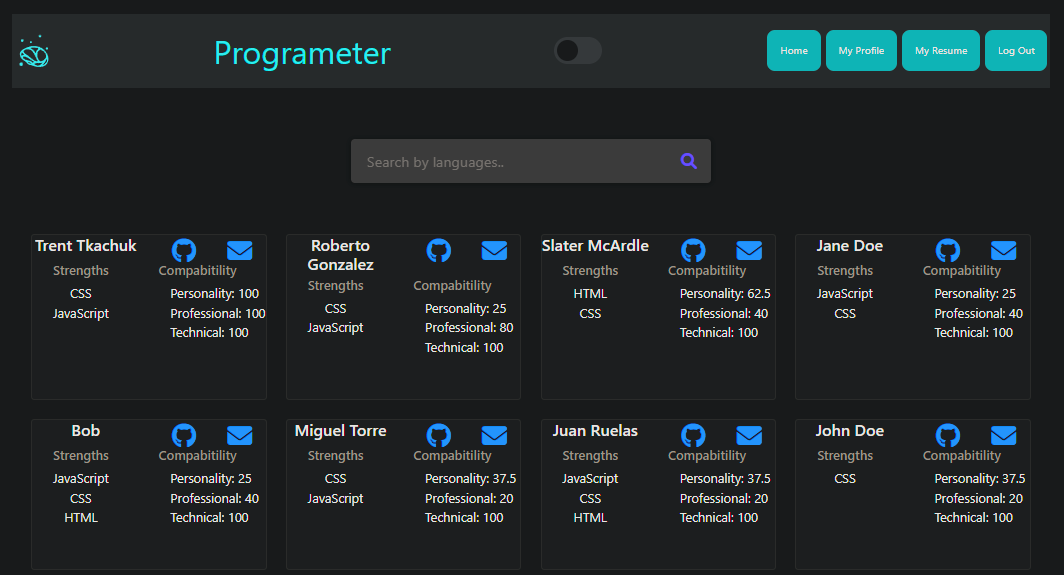 Programeter
Home
My Profile
My Resume
Log Out
Search by languages..
Trent Tkachuk
Strengths
CSS
JavaScript
Compabitility
Personality: 100
Professional: 100
Technical: 100
Roberto
Gonzalez
Strengths
CSS
JavaScript
Compabitility
Personality: 25
Professional: 80
Technical: 100
Slater McArdle
Strengths
HTML
CSS
Compabitility
Personality: 62.5
Professional: 40
Technical: 100
Jane Doe
Strengths
JavaScript
CSS
Compabitility
Personality: 25
Professional: 40
Technical: 100
Bob
Strengths
JavaScript
CSS
HTML
Compabitility
Personality: 25
Professional: 40
Technical: 100
Miguel Torre
Strengths
CSS
JavaScript
Compabitility
Personality: 37.5
Professional: 20
Technical: 100
Juan Ruelas
Strengths
JavaScript
CSS
HTML
Compabitility
Personality: 37.5
Professional: 20
Technical: 100
John Doe
Strengths
CSS
Compabitility
Personality: 37.5
Professional: 20
Technical: 100